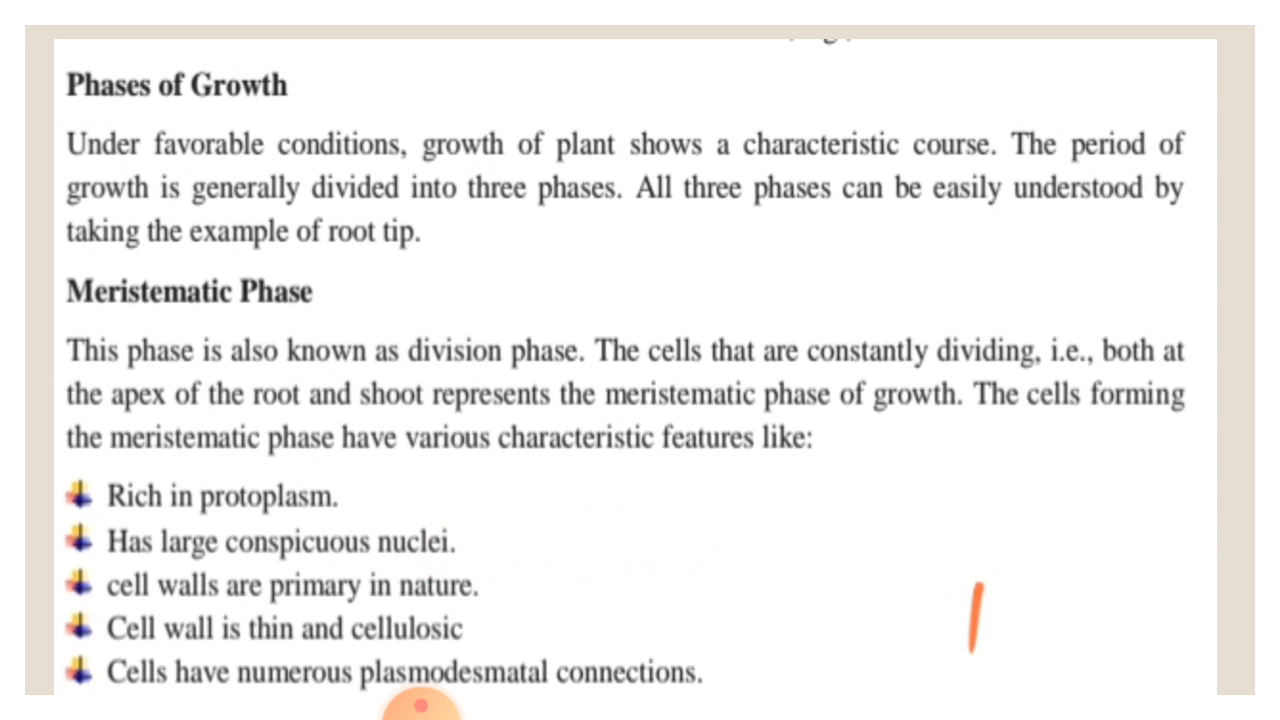 Phases of Growth
Under favorable conditions, growth of plant shows a characteristic course. The period of
growth is generally divided into three phases. All three phases can be easily understood by
taking the example of root tip.
Meristematic Phase
This phase is also known as division phase. The cells that are constantly dividing, i.e., both at
the apex of the root and shoot represents the meristematic phase of growth. The cells forming
the meristematic phase have various characteristic features like:
Rich in protoplasm.
Has large conspicuous nuclei.
cell walls are primary in nature.
Cell wall is thin and cellulosic
Cells have numerous plasmodesmatal connections.